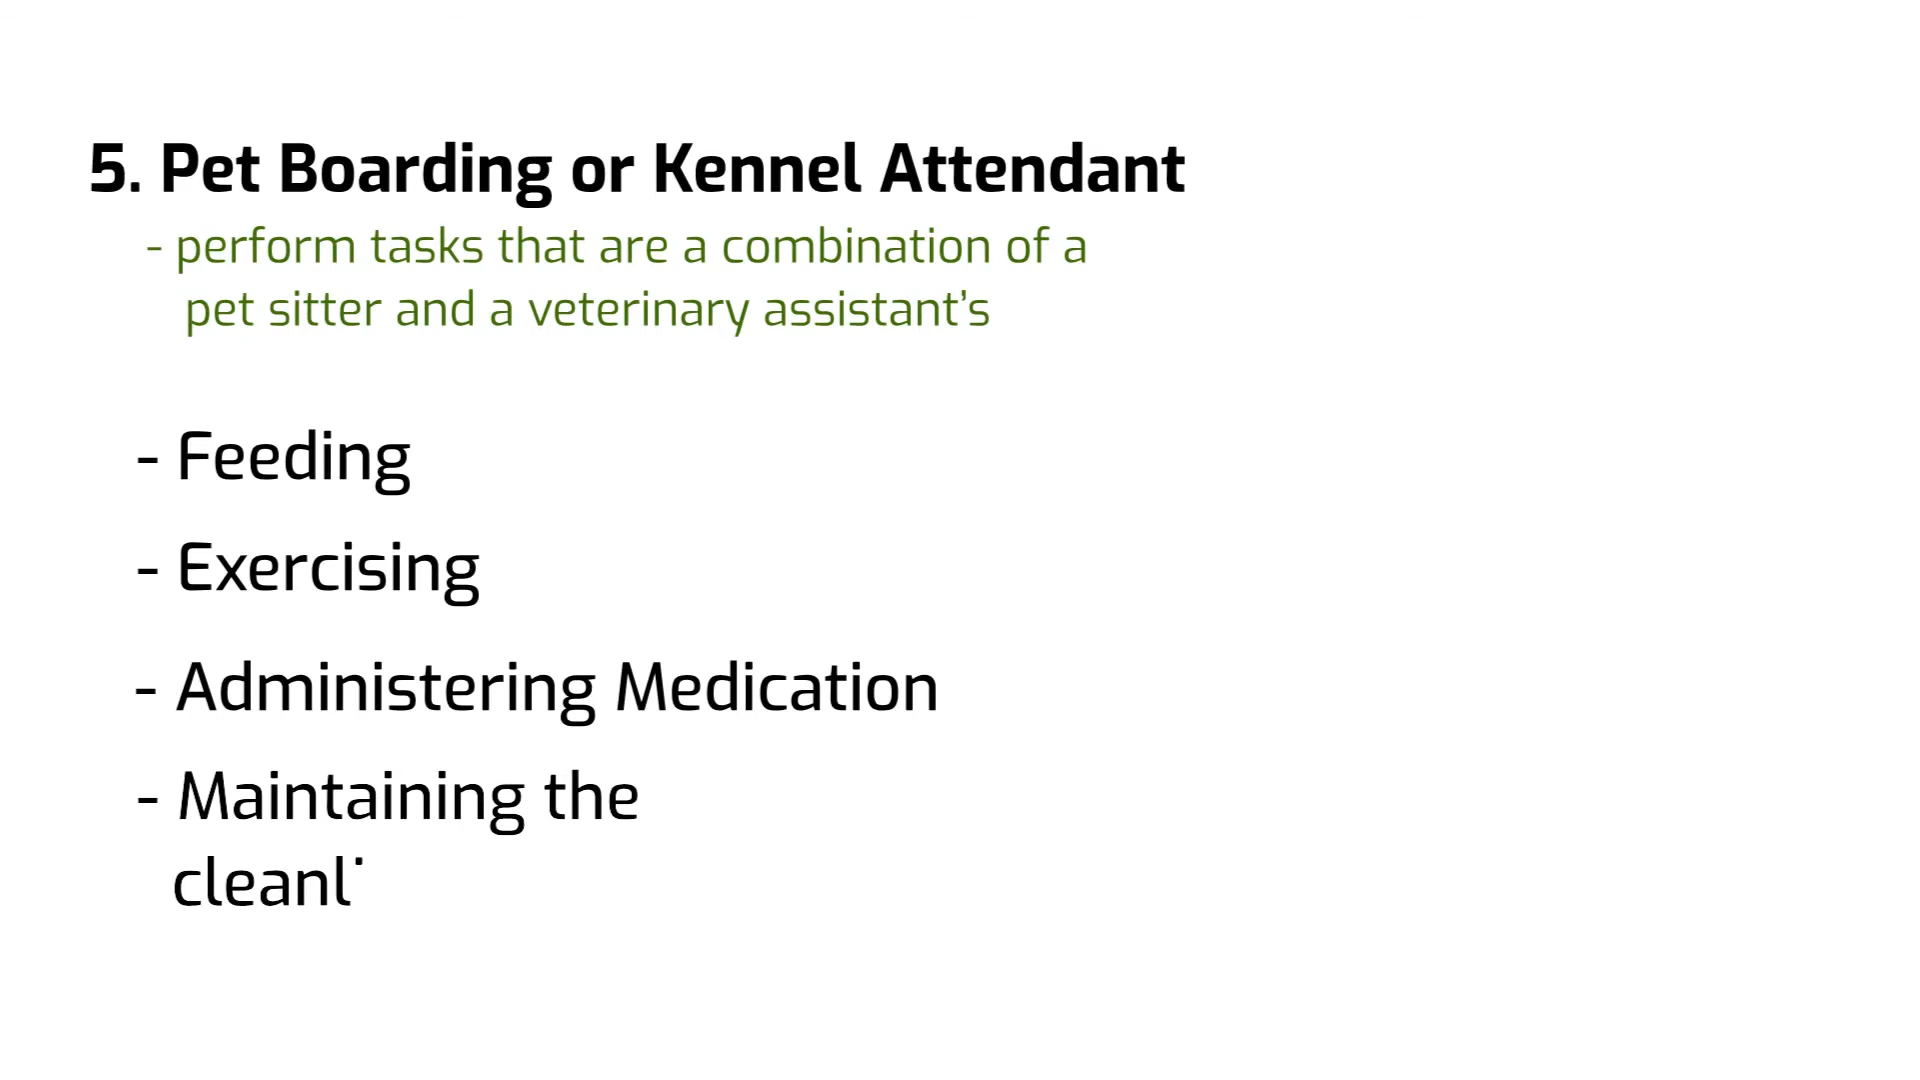 5. Pet Boarding or Kennel Attendant
- perform tasks that are a combination of a
pet sitter and a veterinary assistant's
- Feeding
- Exercising
- Administering Medication
- Maintaining the
cleanl